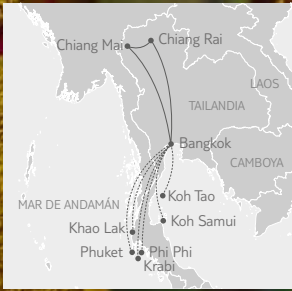 Chiang Rai
Chiang Mai
LAOS
TAILANDIA
Bangkok
CAMBOYA
Koh Tao
MAR DE ANDAMÁN
Koh Samui
Khao Lak
Phuket
Phi Phi
Krabi